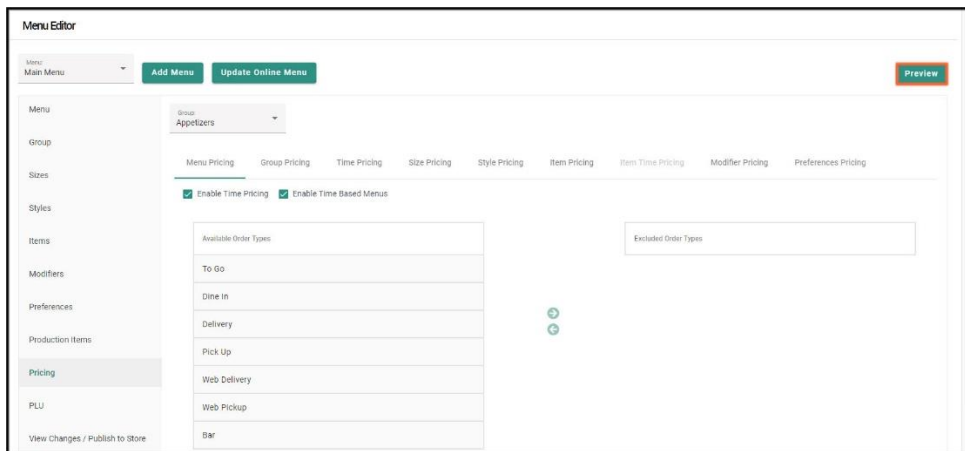 Menu Editor
Menu
Main Menu
Add Menu
Update Online Menu
Preview
Menu
Group
Sizes
Styles
Items
Modifiers
Preferences
Production Items
Pricing
PLU
View Changes / Publish to Store
Group
Appetizers
Menu Pricing
Group Pricing
Time Pricing
Size Pricing
Style Pricing
Item Pricing
Item Time Pricing
Modifier Pricing
Preferences Pricing
Enable Time Pricing
Enable Time Based Menus
Available Order Types
To Go
Dine In
Delivery
Pick Up
Web Delivery
Web Pickup
Bar
Excluded Order Types